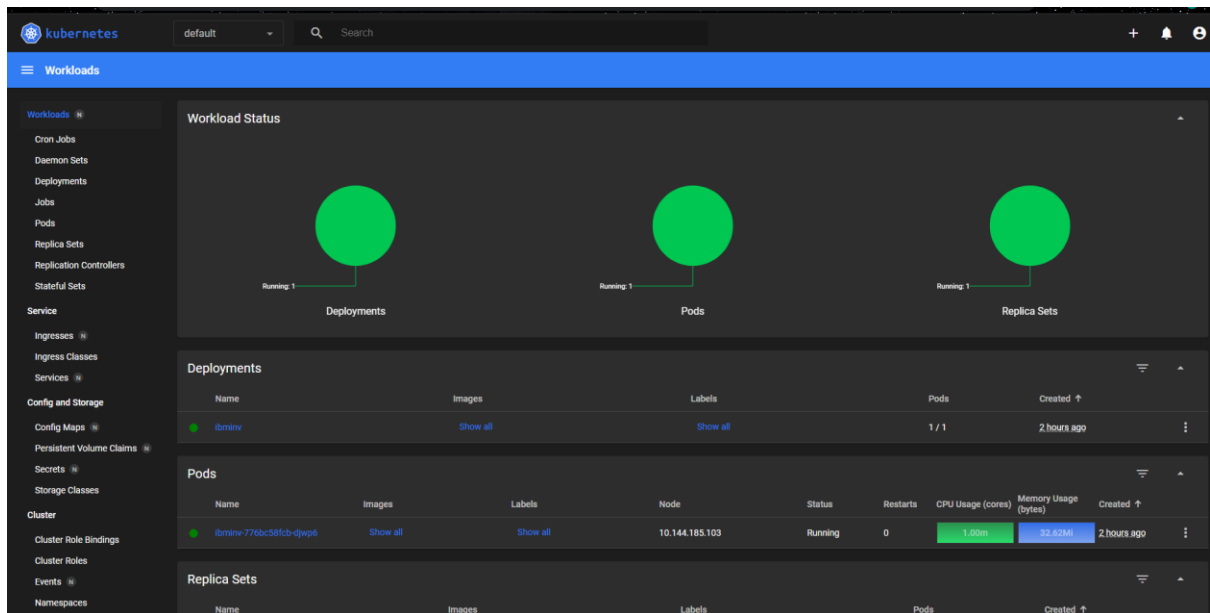 kubernetes
default
Search
Workloads
Workloads N
Cron Jobs
Daemon Sets
Deployments
Jobs
Pods
Replica Sets
Replication Controllers
Stateful Sets
Service
Ingresses N
Ingress Classes
Services N
Config and Storage
Config Maps N
Persistent Volume Claims N
Secrets N
Storage Classes
Cluster
Cluster Role Bindings
Cluster Roles
Events N
Namespaces
Workload Status
Running: 1
Deployments
Running: 1
Pods
Running: 1
Replica Sets
Deployments
Name Images Labels Pods Created ↑
ibminv Show all Show all 1 / 1 2 hours ago
Pods
Name Images Labels Node Status Restarts CPU Usage (cores) Memory Usage (bytes) Created ↑
ibminv-776bc58fcb-djwp6 Show all Show all 10.144.185.103 Running 0 1.00m 32.62Mi 2 hours ago
Replica Sets
Name Images Labels Pods Created ↑